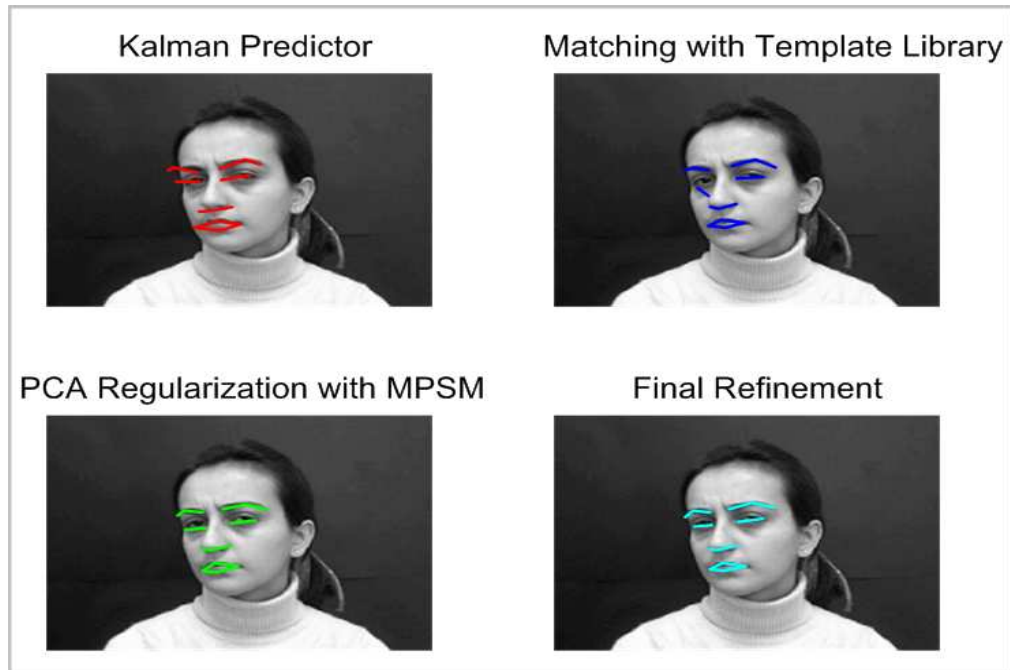 Kalman Predictor
Matching with Template Library
PCA Regularization with MPSM
Final Refinement